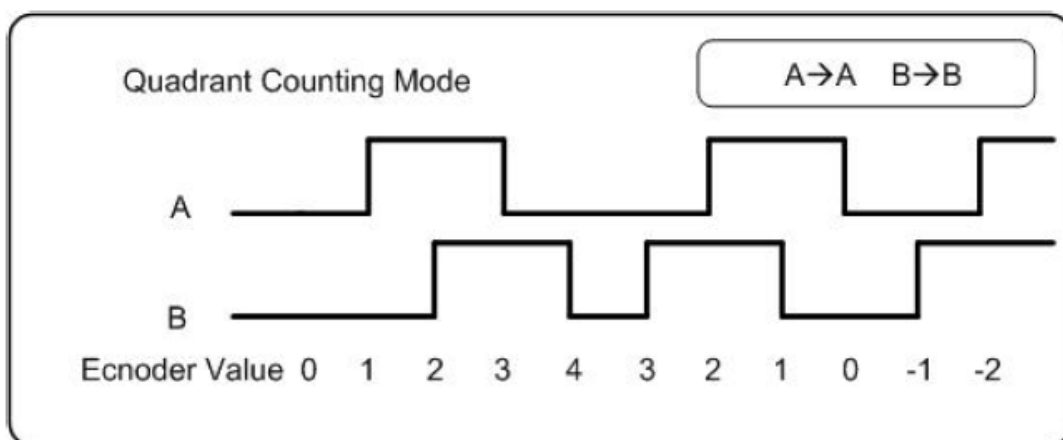 Quadrant Counting Mode
A→A B→B
A
B
Ecnoder Value 0 1 2 3 4 3 2 1 0 -1 -2